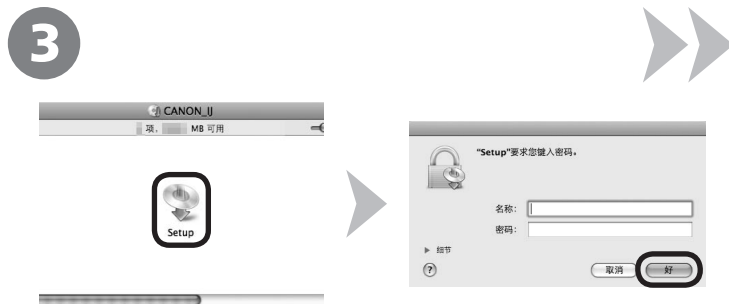 3
CANON_IJ
项, MB 可用
Setup
"Setup"要求您键入密码。
名称:
密码:
细节
?
取消
好